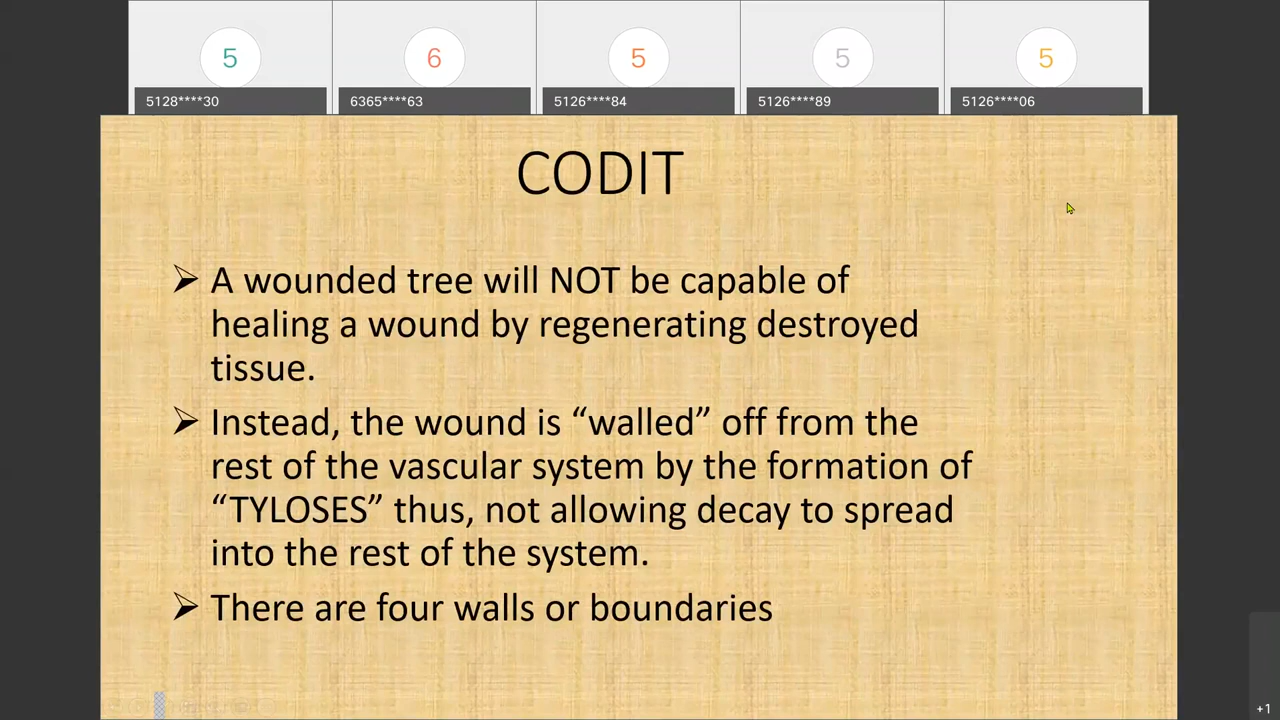 5 6 5 5 5
5128****30 6365****63 5126****84 5126****89 5126****06
CODIT
➢ A wounded tree will NOT be capable of
healing a wound by regenerating destroyed
tissue.
➢ Instead, the wound is “walled” off from the
rest of the vascular system by the formation of
“TYLOSES” thus, not allowing decay to spread
into the rest of the system.
➢ There are four walls or boundaries
+1